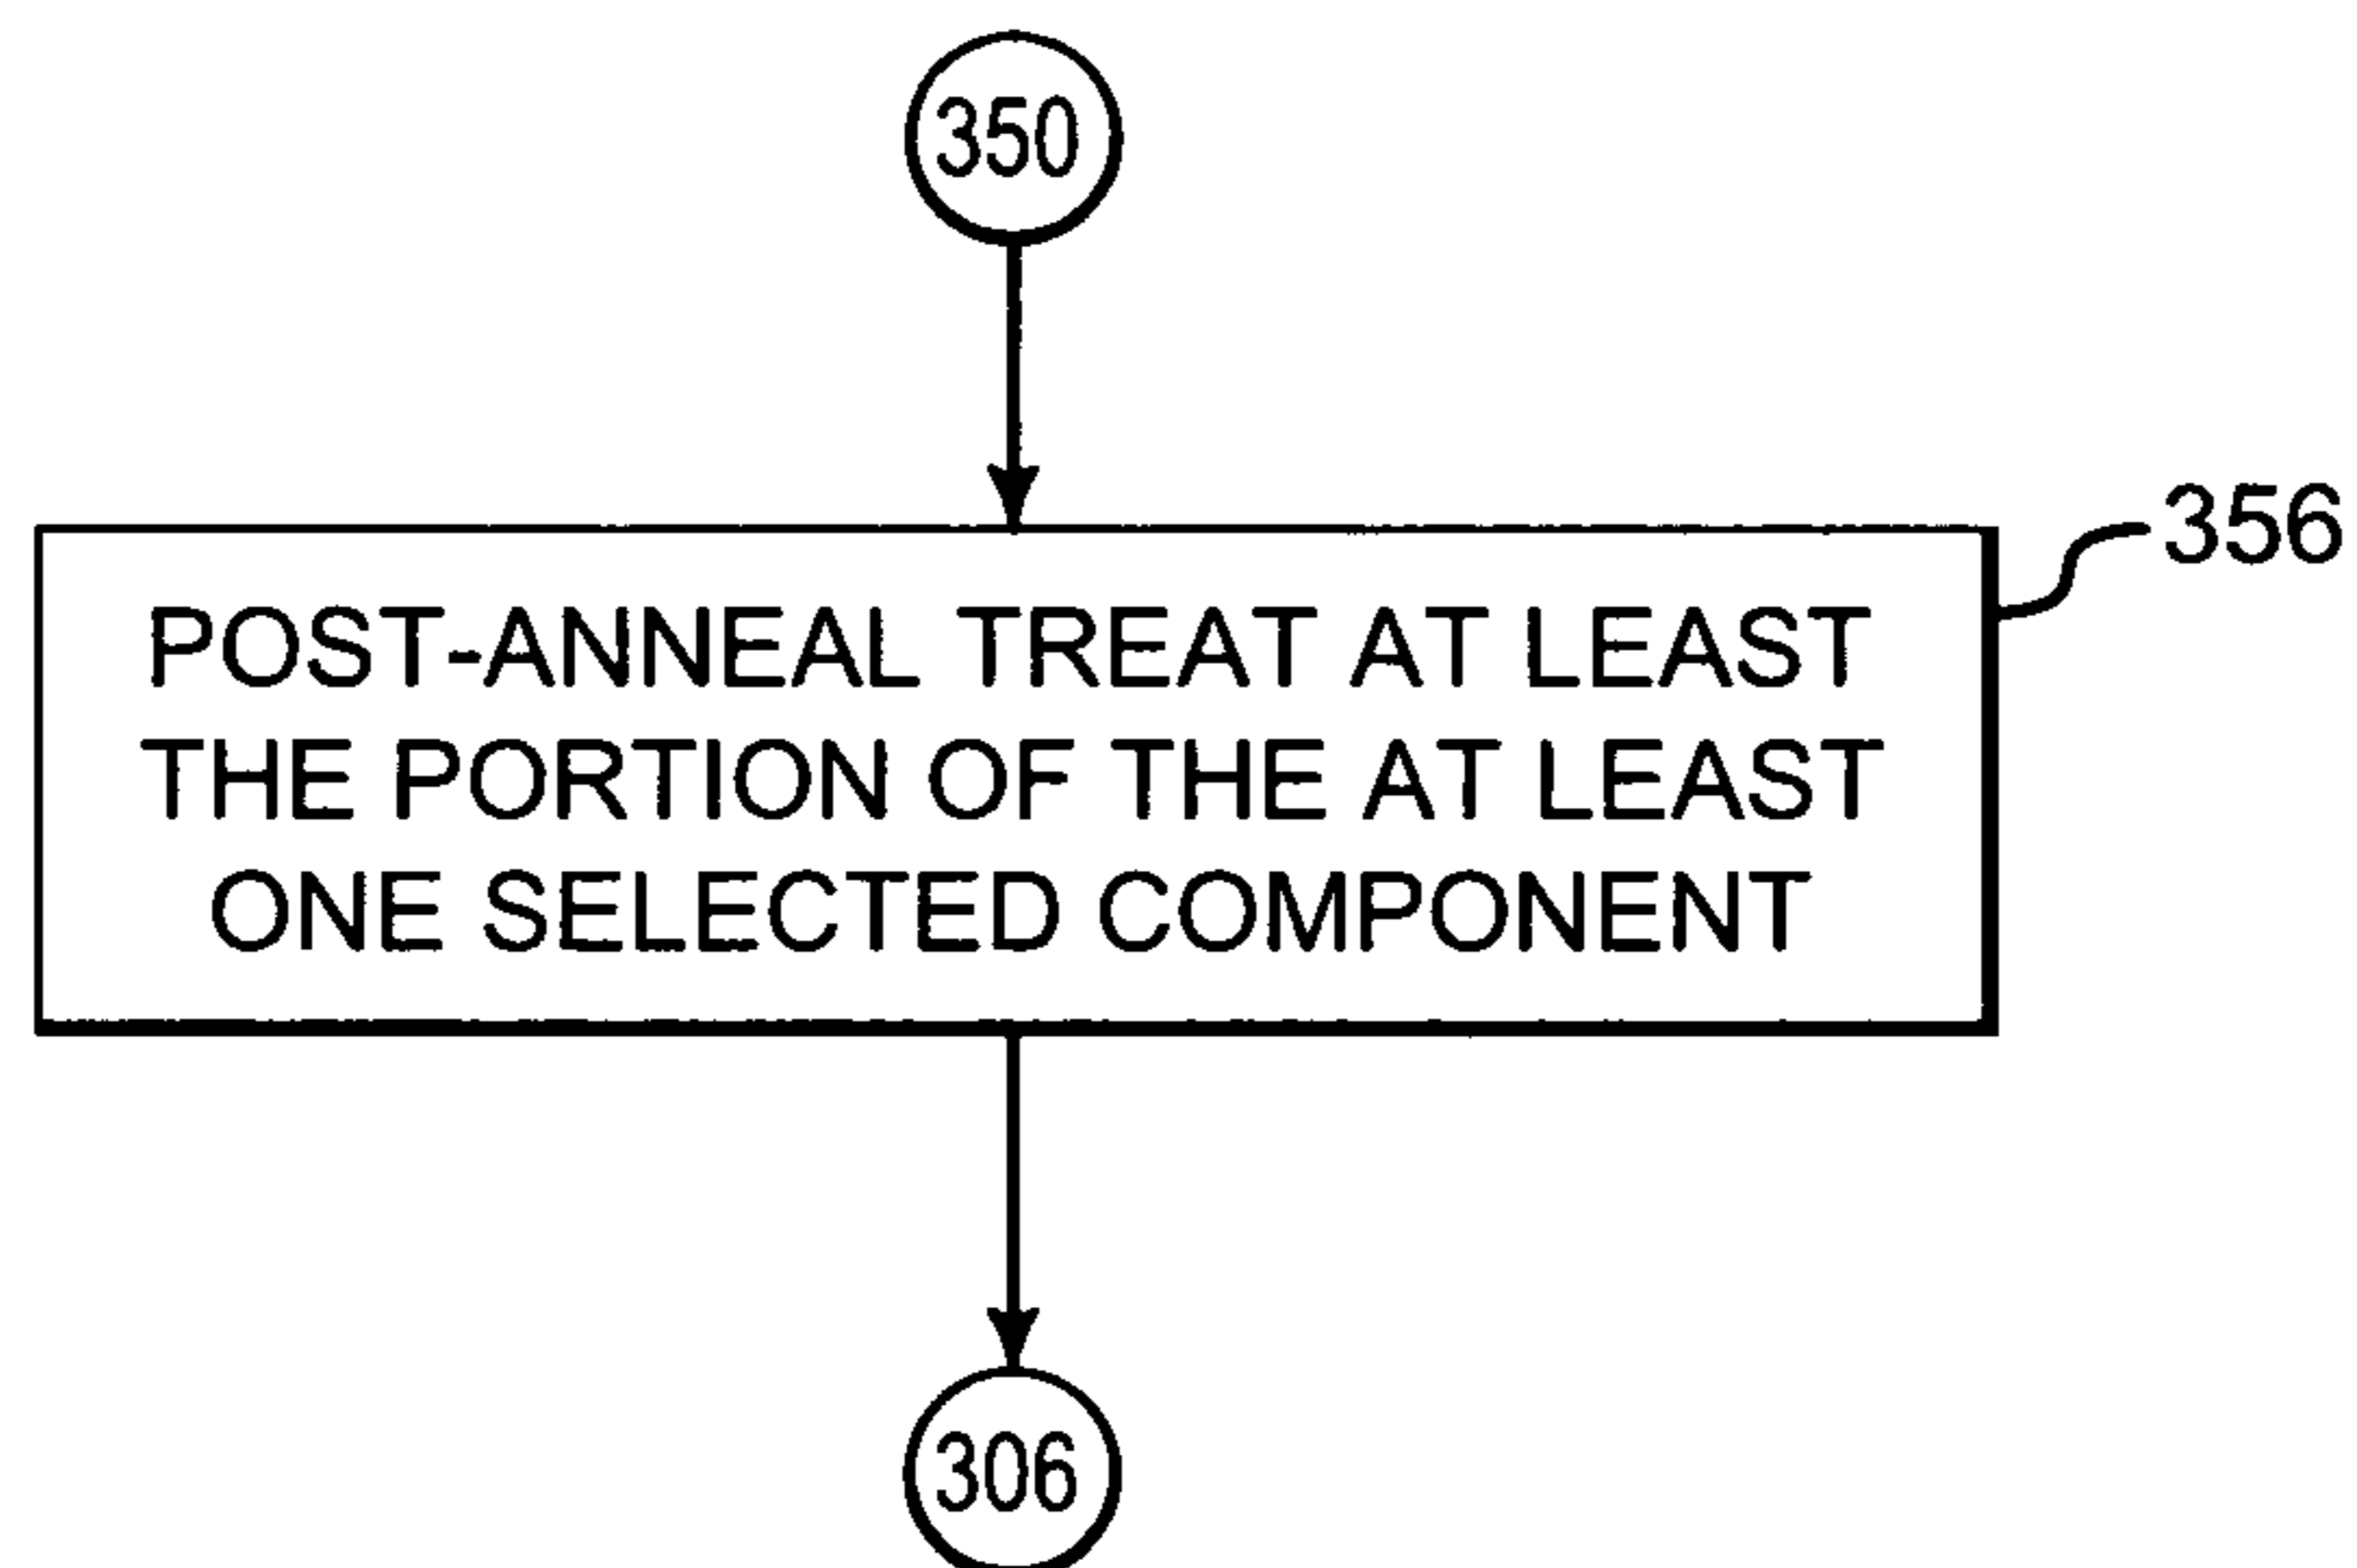 350
356
POST-ANNEAL TREAT AT LEAST
THE PORTION OF THE AT LEAST
ONE SELECTED COMPONENT
306